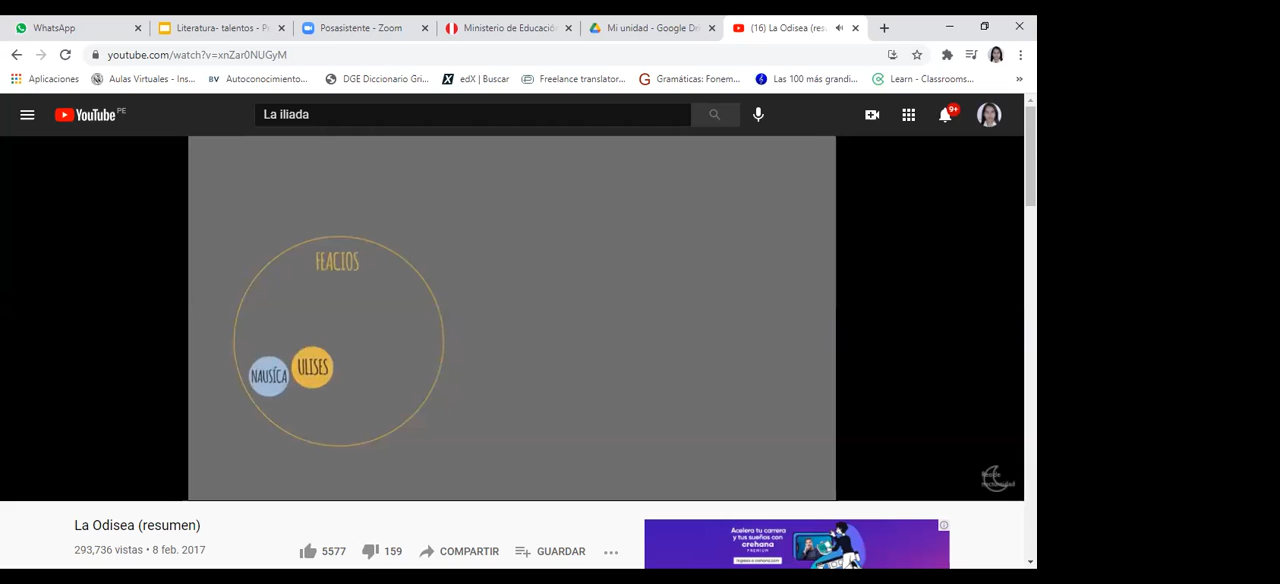 WhatsApp
Literatura- talentos - P
Posasistente - Zoom
Ministerio de Educació
Mi unidad - Google Dr
(16) La Odisea (res
youtube.com/watch?v=xnZar0NUGyM
Aplicaciones
Aulas Virtuales - Ins...
BV Autoconocimiento...
DGE Diccionario Gri...
edX | Buscar
Freelance translator...
Gramáticas: Fonem...
Las 100 más grandi...
Learn - Classrooms...
»
YouTube PE
La iliada
9+
FEACIOS
NAUSÍCA
ULISES
La Odisea (resumen)
293,736 vistas • 8 feb. 2017
5577
159
COMPARTIR
GUARDAR
Acelera tu carrera
y tus sueños con
crehana
PREMIUM